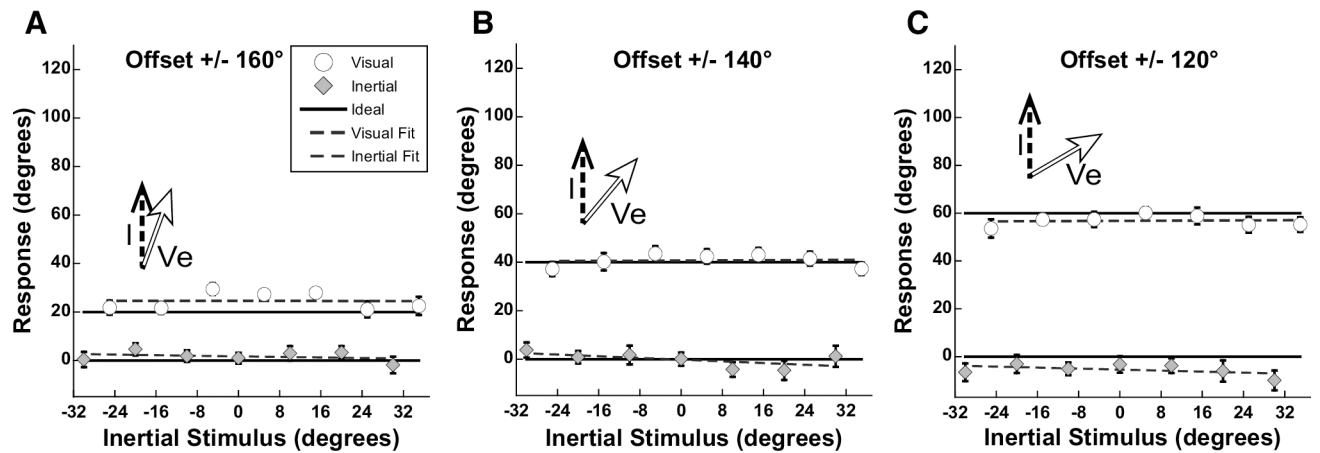 A
Offset +/- 160°
Visual
Inertial
Ideal
Visual Fit
Inertial Fit
Response (degrees)
120
100
80
60
40
20
0
I
Ve
-32 -24 -16 -8 0 8 16 24 32
Inertial Stimulus (degrees)
B
Offset +/- 140°
Response (degrees)
120
100
80
60
40
20
0
I
Ve
-32 -24 -16 -8 0 8 16 24 32
Inertial Stimulus (degrees)
C
Offset +/- 120°
Response (degrees)
120
100
80
60
40
20
0
I
Ve
-32 -24 -16 -8 0 8 16 24 32
Inertial Stimulus (degrees)